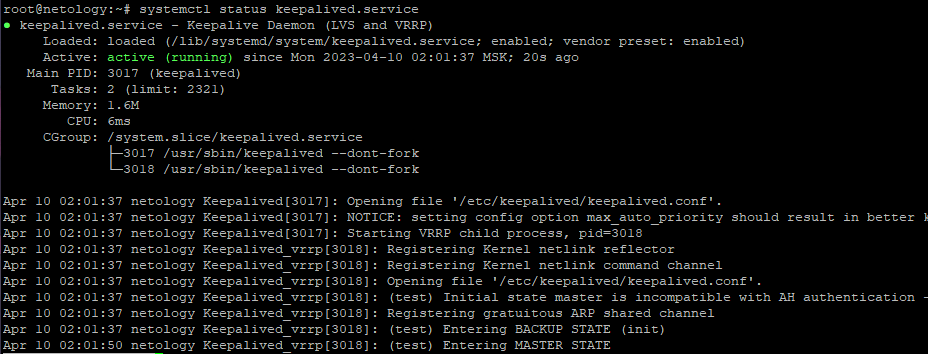 root@netology:~# systemctl status keepalived.service
● keepalived.service - Keepalive Daemon (LVS and VRRP)
Loaded: loaded (/lib/systemd/system/keepalived.service; enabled; vendor preset: enabled)
Active: active (running) since Mon 2023-04-10 02:01:37 MSK; 20s ago
Main PID: 3017 (keepalived)
Tasks: 2 (limit: 2321)
Memory: 1.6M
CPU: 6ms
CGroup: /system.slice/keepalived.service
├─3017 /usr/sbin/keepalived --dont-fork
└─3018 /usr/sbin/keepalived --dont-fork
Apr 10 02:01:37 netology Keepalived[3017]: Opening file '/etc/keepalived/keepalived.conf'.
Apr 10 02:01:37 netology Keepalived[3017]: NOTICE: setting config option max_auto_priority should result in better k
Apr 10 02:01:37 netology Keepalived[3017]: Starting VRRP child process, pid=3018
Apr 10 02:01:37 netology Keepalived_vrrp[3018]: Registering Kernel netlink reflector
Apr 10 02:01:37 netology Keepalived_vrrp[3018]: Registering Kernel netlink command channel
Apr 10 02:01:37 netology Keepalived_vrrp[3018]: Opening file '/etc/keepalived/keepalived.conf'.
Apr 10 02:01:37 netology Keepalived_vrrp[3018]: (test) Initial state master is incompatible with AH authentication -
Apr 10 02:01:37 netology Keepalived_vrrp[3018]: Registering gratuitous ARP shared channel
Apr 10 02:01:37 netology Keepalived_vrrp[3018]: (test) Entering BACKUP STATE (init)
Apr 10 02:01:50 netology Keepalived_vrrp[3018]: (test) Entering MASTER STATE